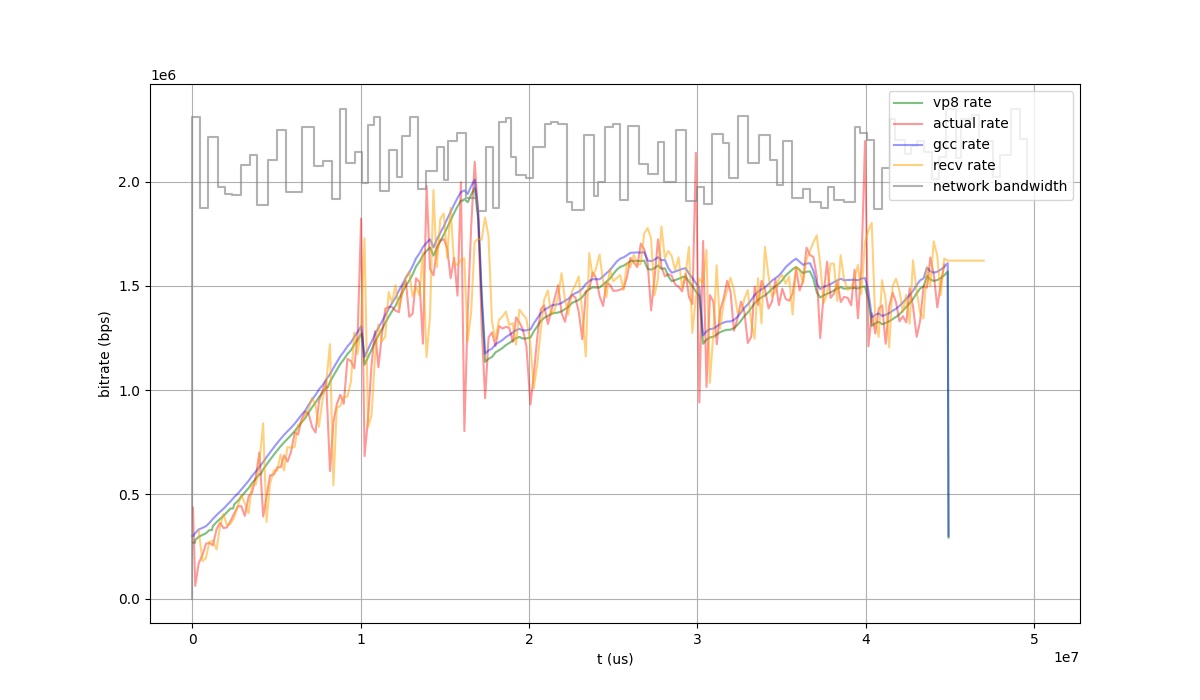 1e6
vp8 rate
actual rate
gcc rate
recv rate
network bandwidth
2.0
1.5
1.0
0.5
0.0
bitrate (bps)
0 1 2 3 4 5
t (us)
1e7